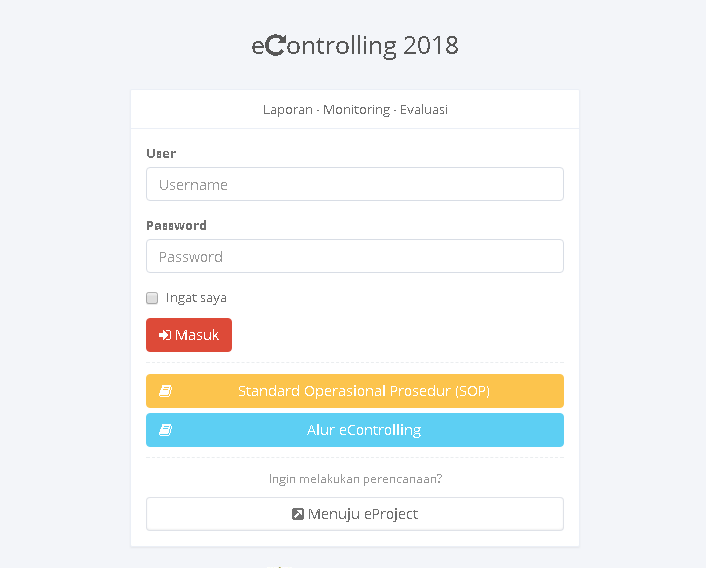 eControlling 2018
Laporan - Monitoring - Evaluasi
User
Username
Password
Password
Ingat saya
Masuk
Standard Operasional Prosedur (SOP)
Alur eControlling
Ingin melakukan perencanaan?
Menuju eProject